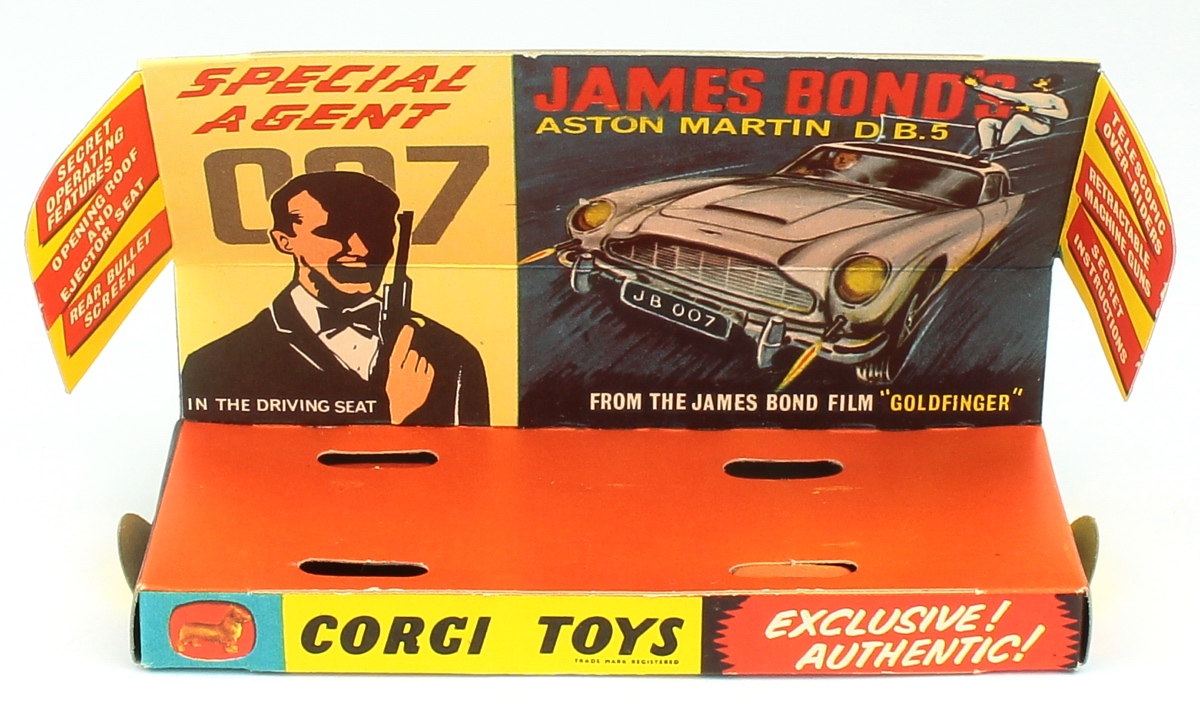 SECRET
OPERATING
FEATURES
OPENING ROOF
AND
EJECTOR SEAT
REAR BULLET
SCREEN
SPECIAL
AGENT
007
IN THE DRIVING SEAT
JAMES BOND'S
ASTON MARTIN D.B.5
JB 007
FROM THE JAMES BOND FILM "GOLDFINGER"
TELESCOPIC
OVER-RIDERS
RETRACTABLE
MACHINE GUNS
SECRET
INSTRUCTIONS
CORGI TOYS
TRADE MARK REGISTERED
EXCLUSIVE!
AUTHENTIC!